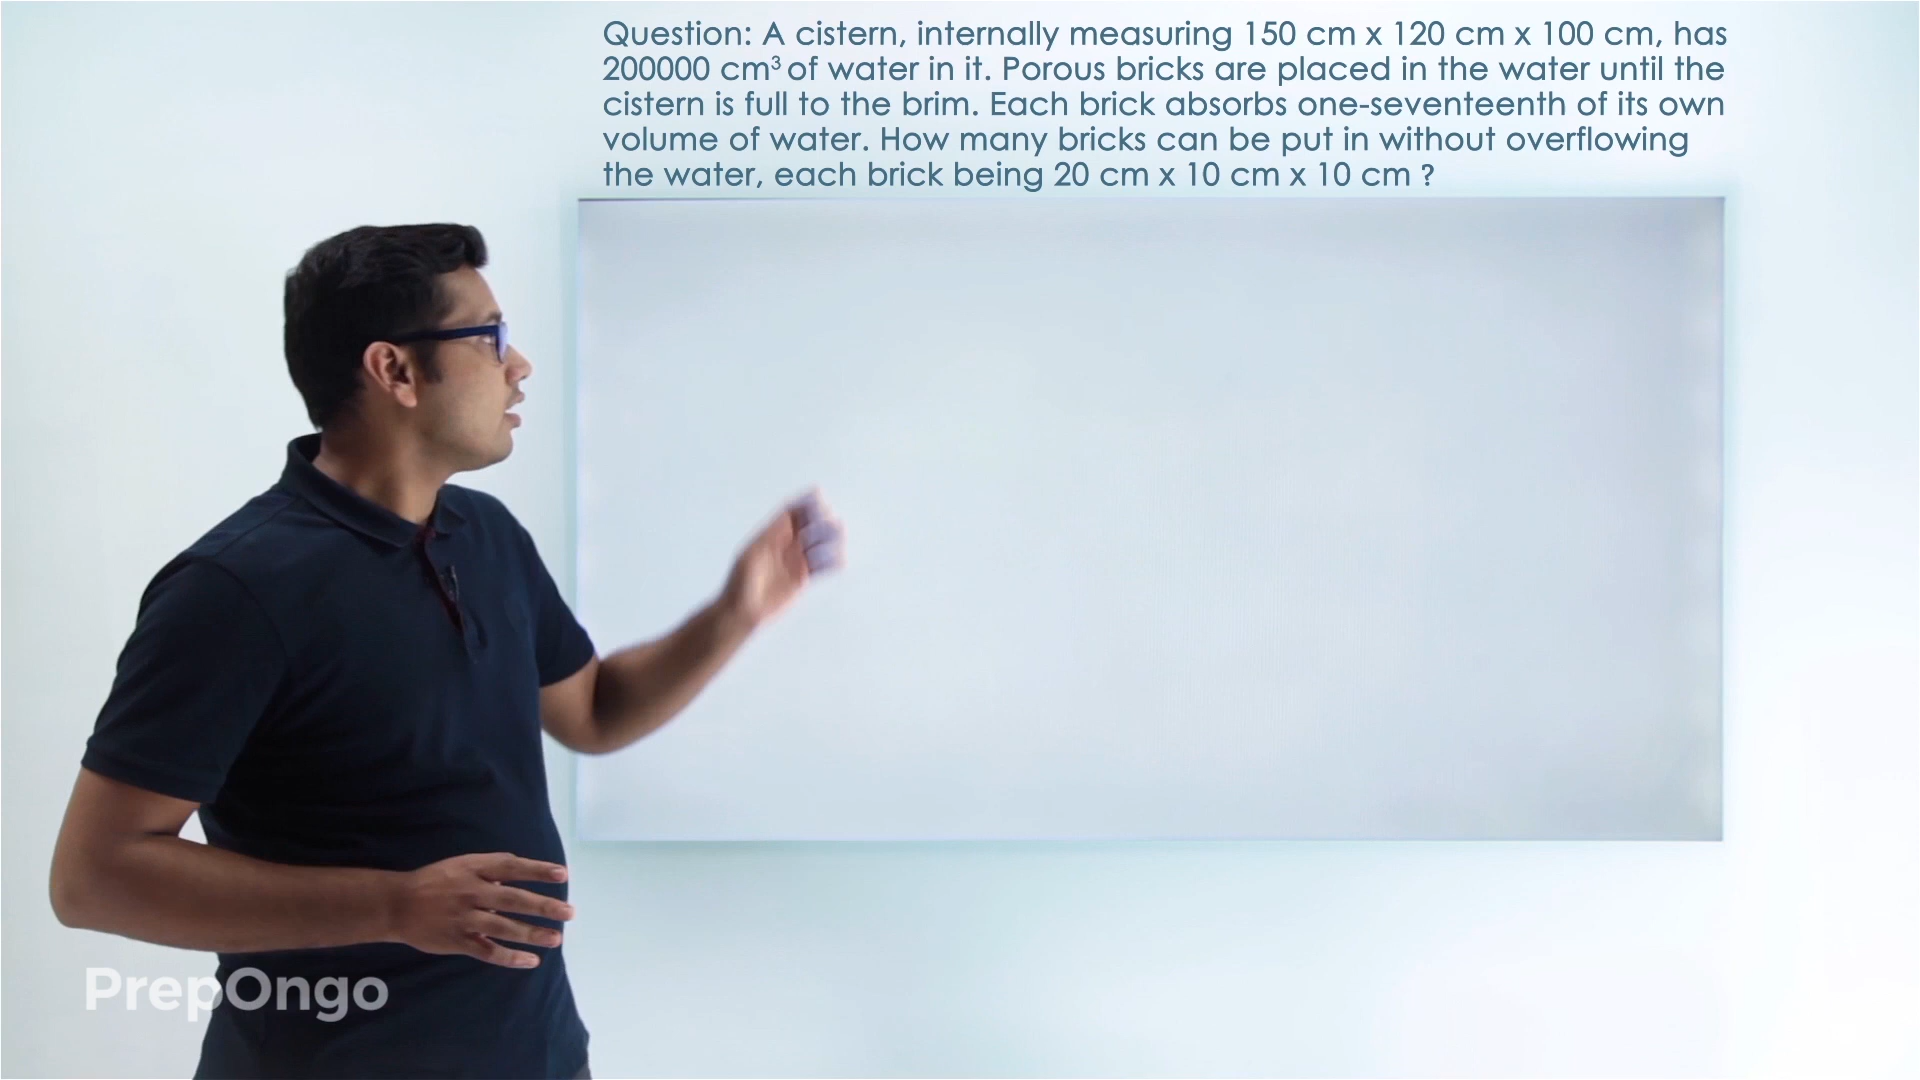 Question: A cistern, internally measuring 150 cm x 120 cm x 100 cm, has
200000 cm³ of water in it. Porous bricks are placed in the water until the
cistern is full to the brim. Each brick absorbs one-seventeenth of its own
volume of water. How many bricks can be put in without overflowing
the water, each brick being 20 cm x 10 cm x 10 cm ?
PrepOngo